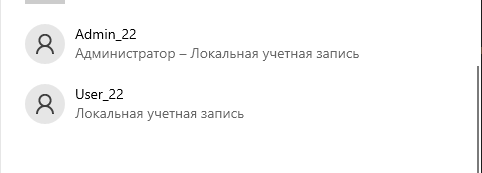 Admin_22
Администратор – Локальная учетная запись
User_22
Локальная учетная запись